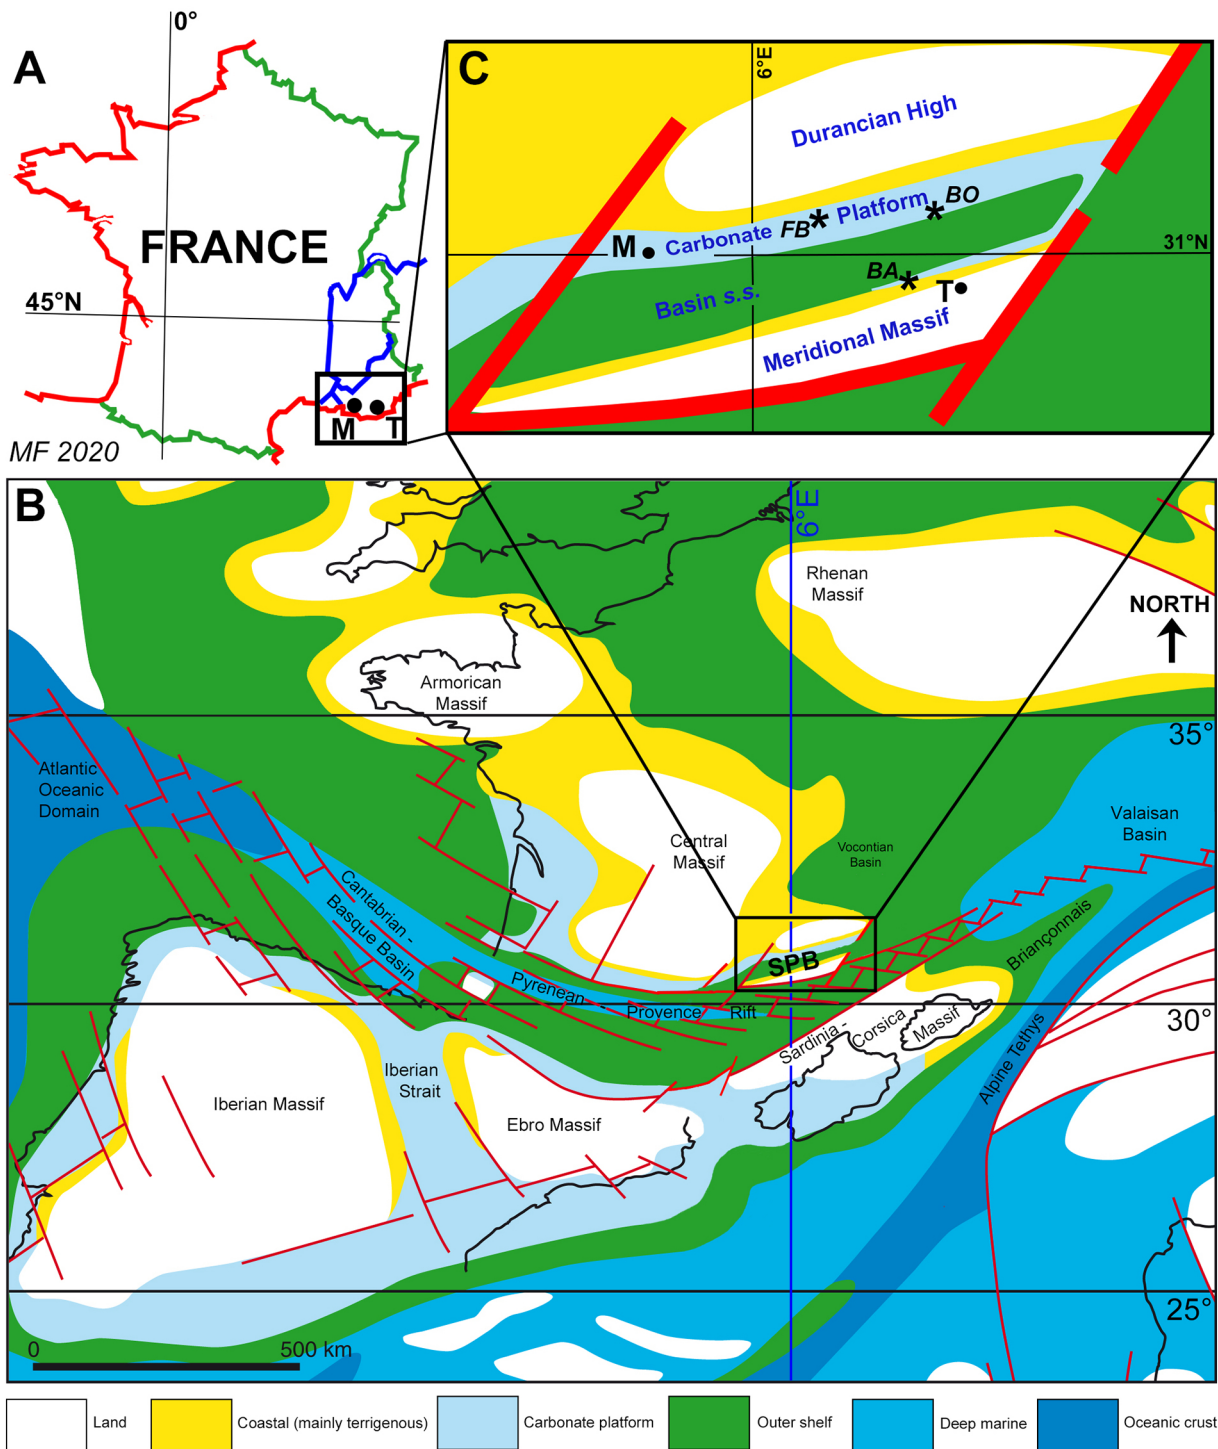 A
0°
FRANCE
45°N
M
T
MF 2020
C
6°E
Durancian High
BO
Platform
FB*
Carbonate
M
31°N
BA
*
T
Basin s.s.
Meridional Massif
B
6°E
Rhenan
Massif
NORTH
Armorican
Massif
35°
Atlantic
Oceanic
Domain
Valaisan
Basin
Central
Massif
Vocontian
Basin
Cantabrian -
Basque Basin
Briançonnais
SPB
Pyrenean - Provence Rift
30°
Sardinia - Corsica Massif
Alpine Tethys
Iberian
Strait
Iberian Massif
Ebro Massif
25°
0 500 km
Land
Coastal (mainly terrigenous)
Carbonate platform
Outer shelf
Deep marine
Oceanic crust